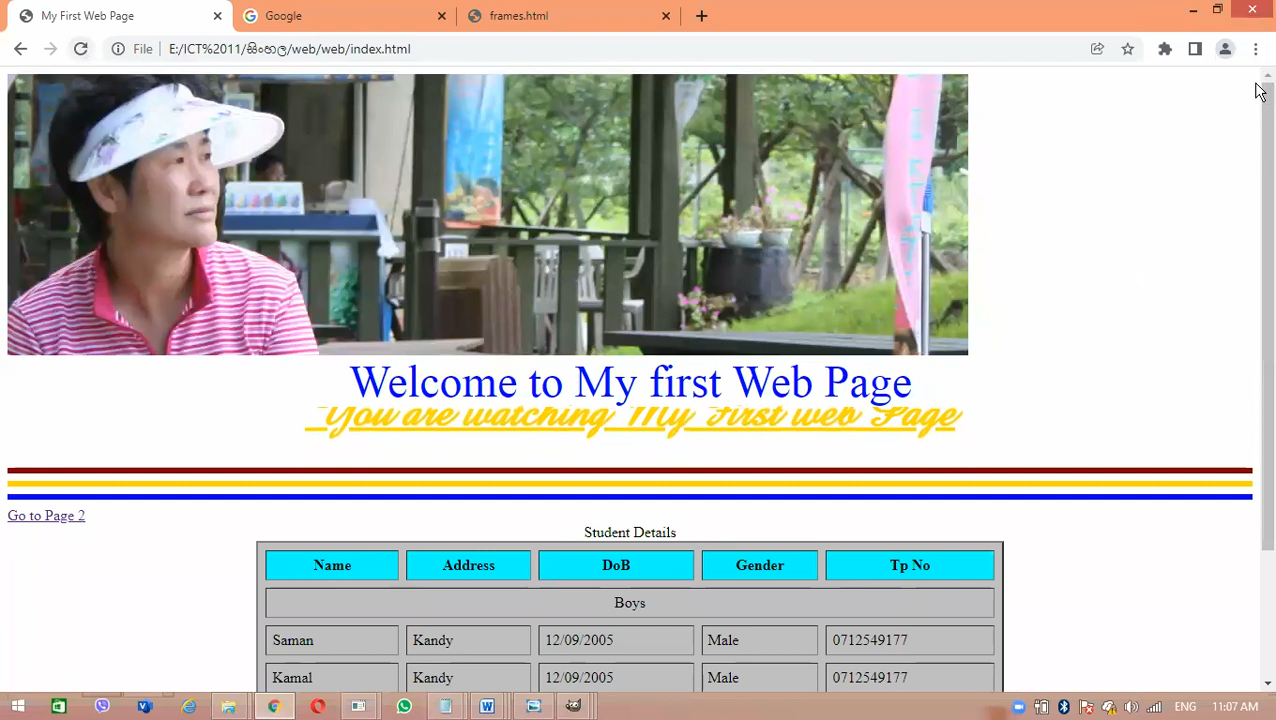 My First Web Page
Google
frames.html
File
E:/ICT%2011/සිංහල/web/web/index.html
Welcome to My first Web Page
You are watching My First web Page
Go to Page 2
Student Details
Name Address DoB Gender Tp No
Boys
Saman Kandy 12/09/2005 Male 0712549177
Kamal Kandy 12/09/2005 Male 0712549177
ENG 11:07 AM